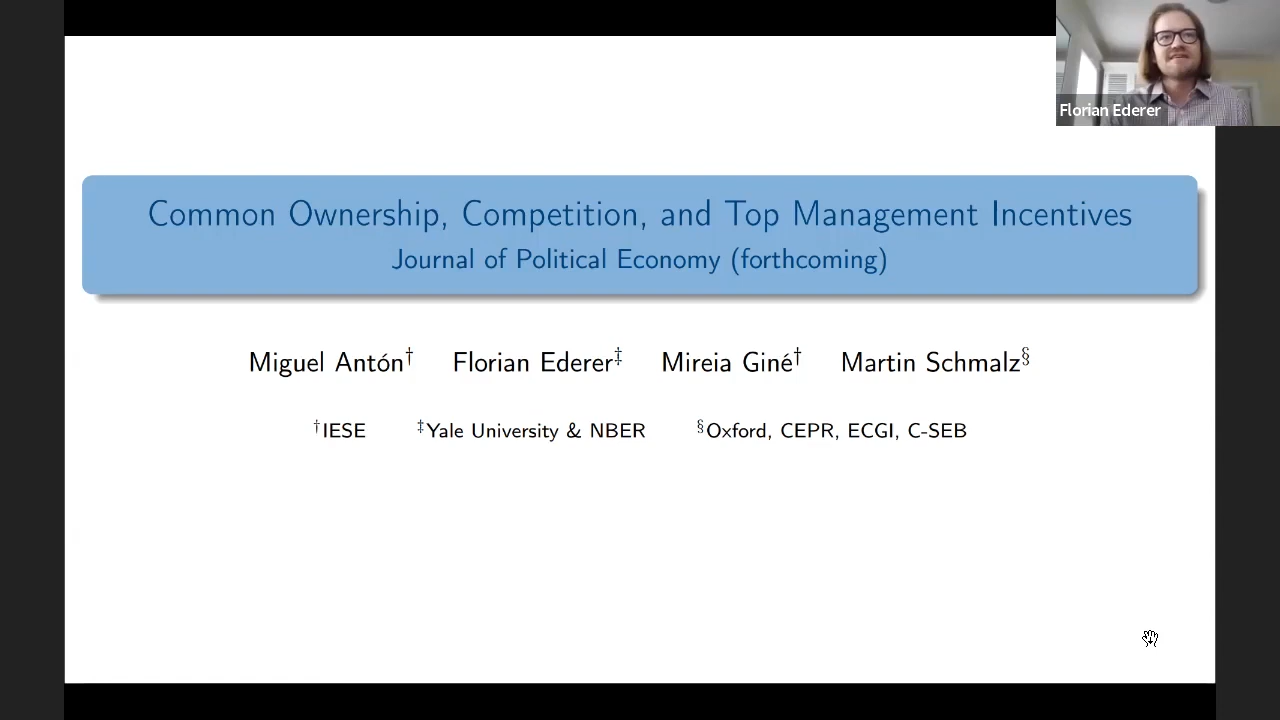 Florian Ederer
Common Ownership, Competition, and Top Management Incentives
Journal of Political Economy (forthcoming)
Miguel Antón† Florian Ederer‡ Mireia Giné† Martin Schmalz§
†IESE ‡Yale University & NBER §Oxford, CEPR, ECGI, C-SEB